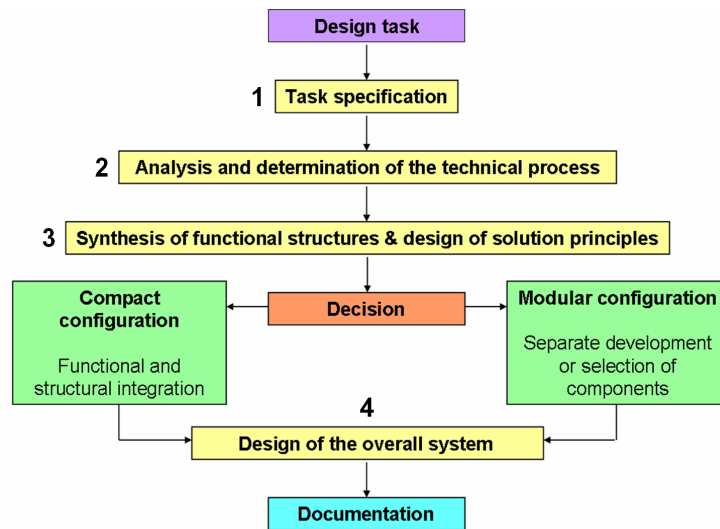 Design task
1 Task specification
2 Analysis and determination of the technical process
3 Synthesis of functional structures & design of solution principles
Compact
configuration
Functional and
structural integration
Decision
Modular configuration
Separate development
or selection of
components
4
Design of the overall system
Documentation